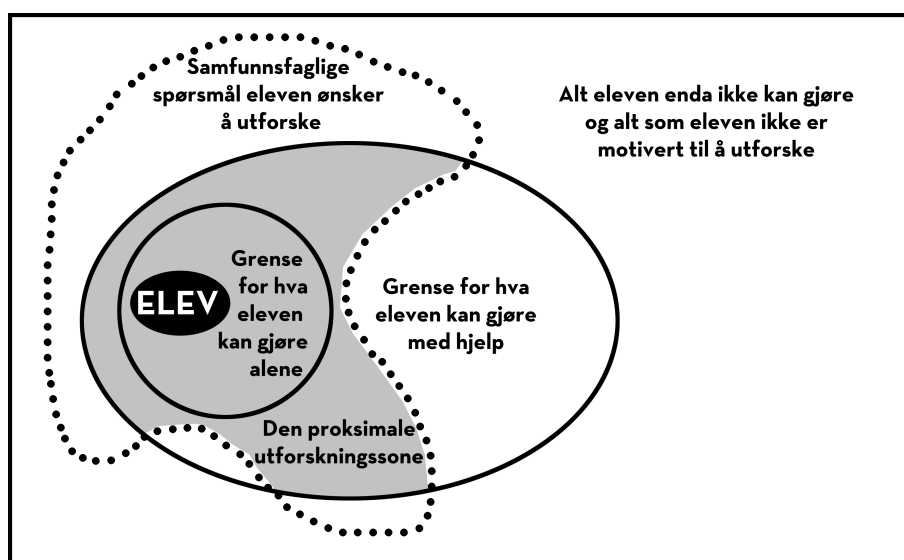 Samfunnsfaglige
spørsmål eleven ønsker
å utforske
Alt eleven enda ikke kan gjøre
og alt som eleven ikke er
motivert til å utforske
ELEV
Grense
for hva
eleven
kan gjøre
alene
Grense for hva
eleven kan gjøre
med hjelp
Den proksimale
utforskningssone